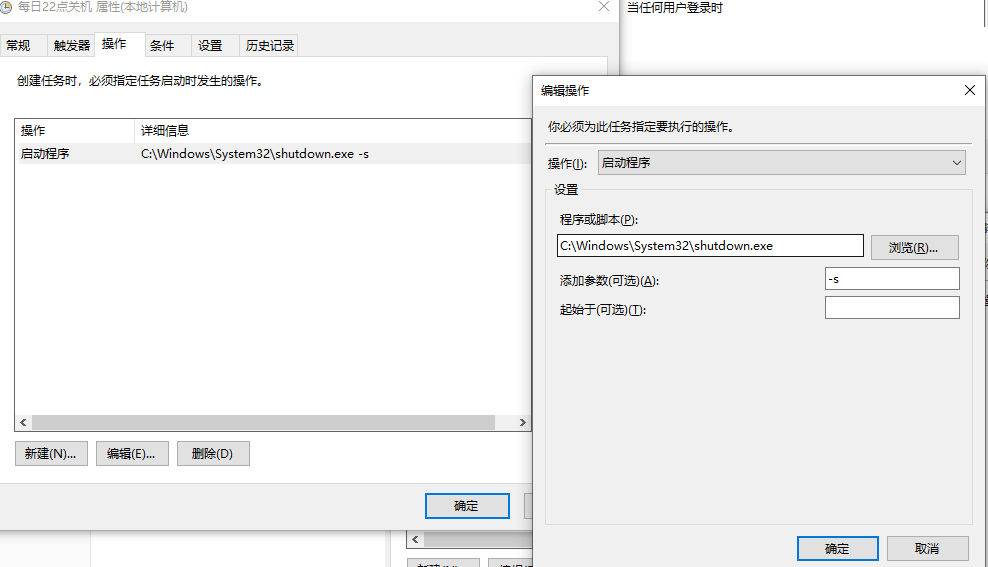 每日22点关机 属性(本地计算机)
当任何用户登录时
常规 触发器 操作 条件 设置 历史记录
创建任务时，必须指定任务启动时发生的操作。
操作 详细信息
启动程序 C:\Windows\System32\shutdown.exe -s
新建(N)... 编辑(E)... 删除(D)
确定
编辑操作
你必须为此任务指定要执行的操作。
操作(I): 启动程序
设置
程序或脚本(P):
C:\Windows\System32\shutdown.exe 浏览(R)...
添加参数(可选)(A): -s
起始于(可选)(T):
确定 取消